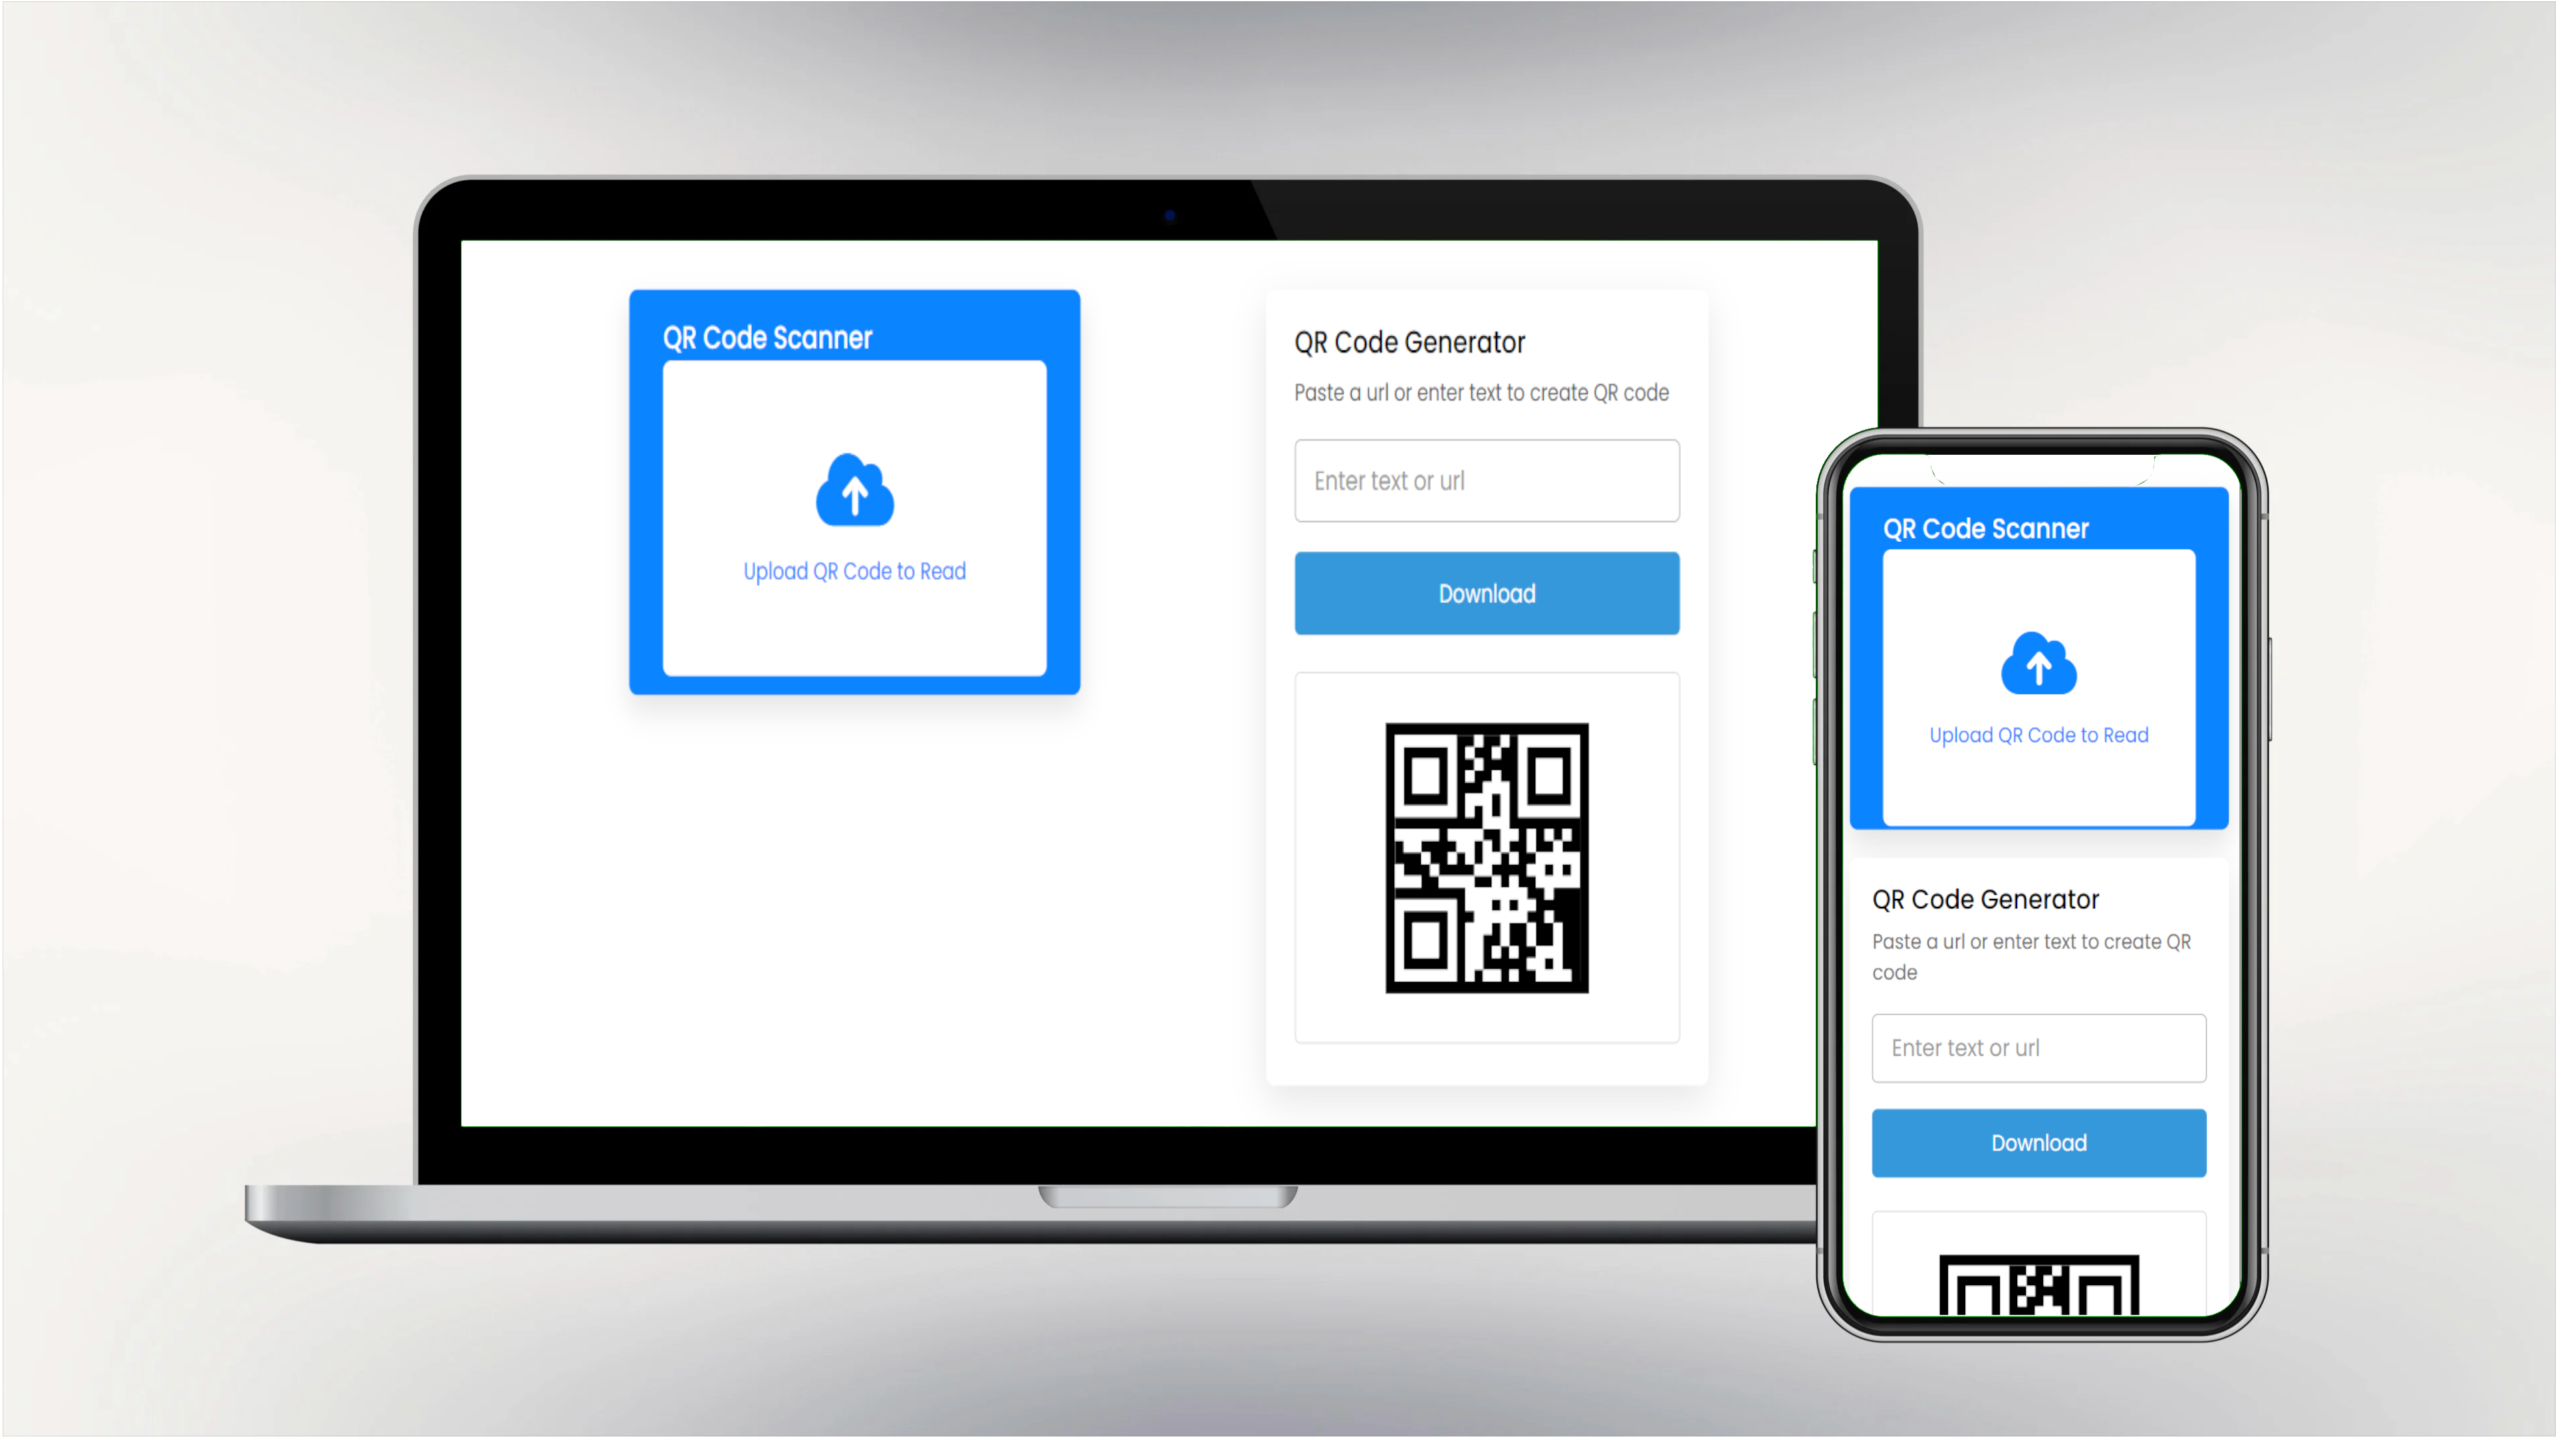 QR Code Scanner
Upload QR Code to Read
QR Code Generator
Paste a url or enter text to create QR code
Enter text or url
Download
QR Code Scanner
Upload QR Code to Read
QR Code Generator
Paste a url or enter text to create QR
code
Enter text or url
Download